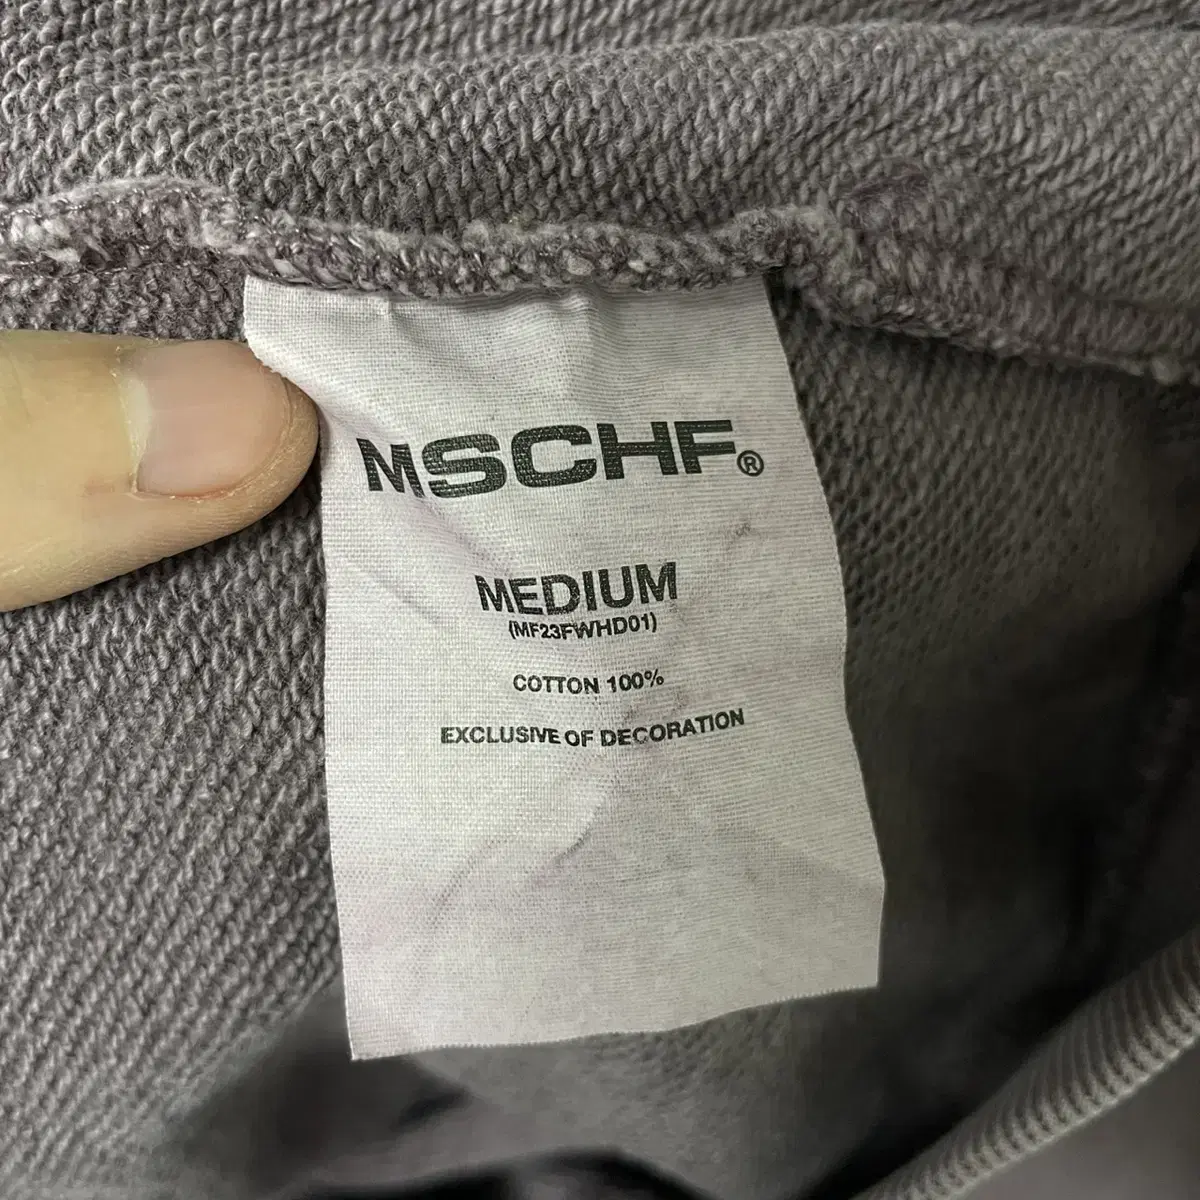 MSCHF®
MEDIUM
(MF23FWHD01)
COTTON 100%
EXCLUSIVE OF DECORATION